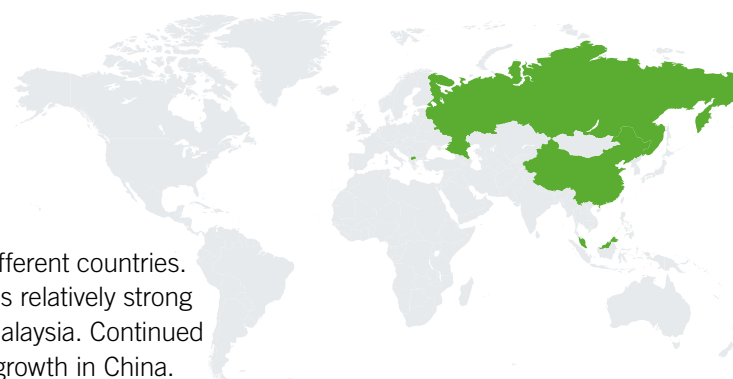 fferent countries.
s relatively strong
alaysia. Continued
growth in China.